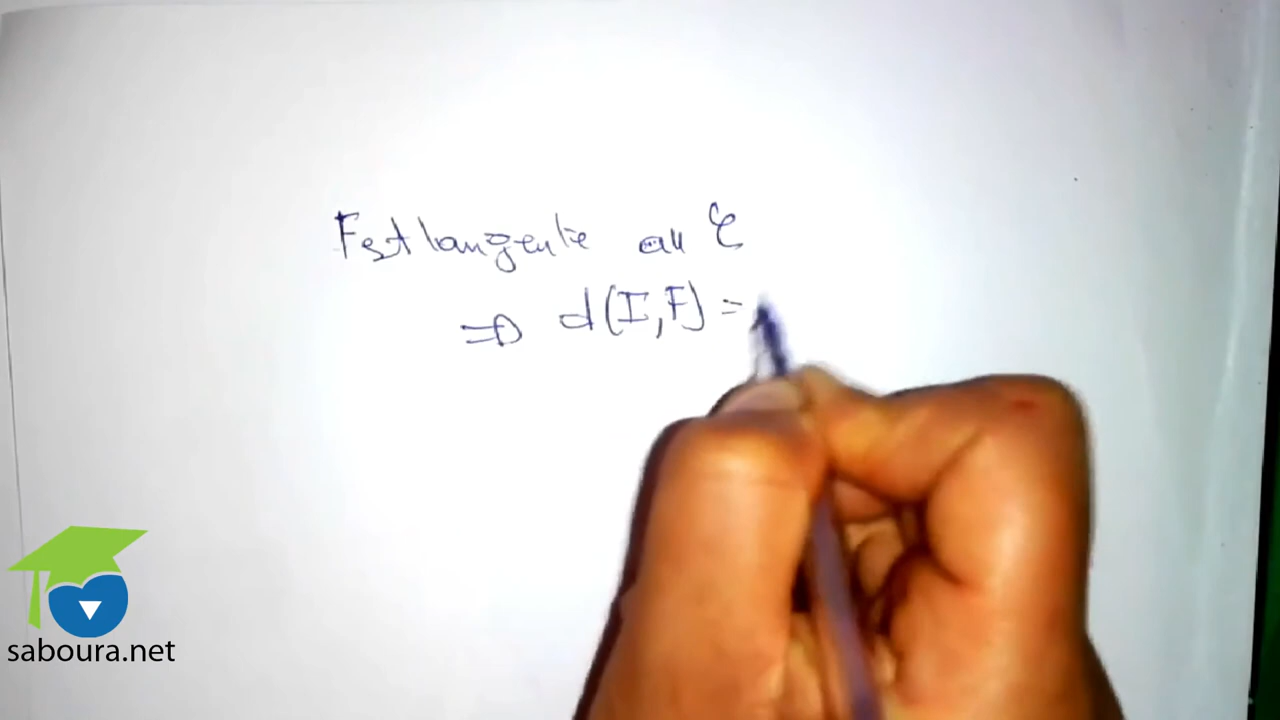 F est tangente au C
=> d(I,F) =
saboura.net